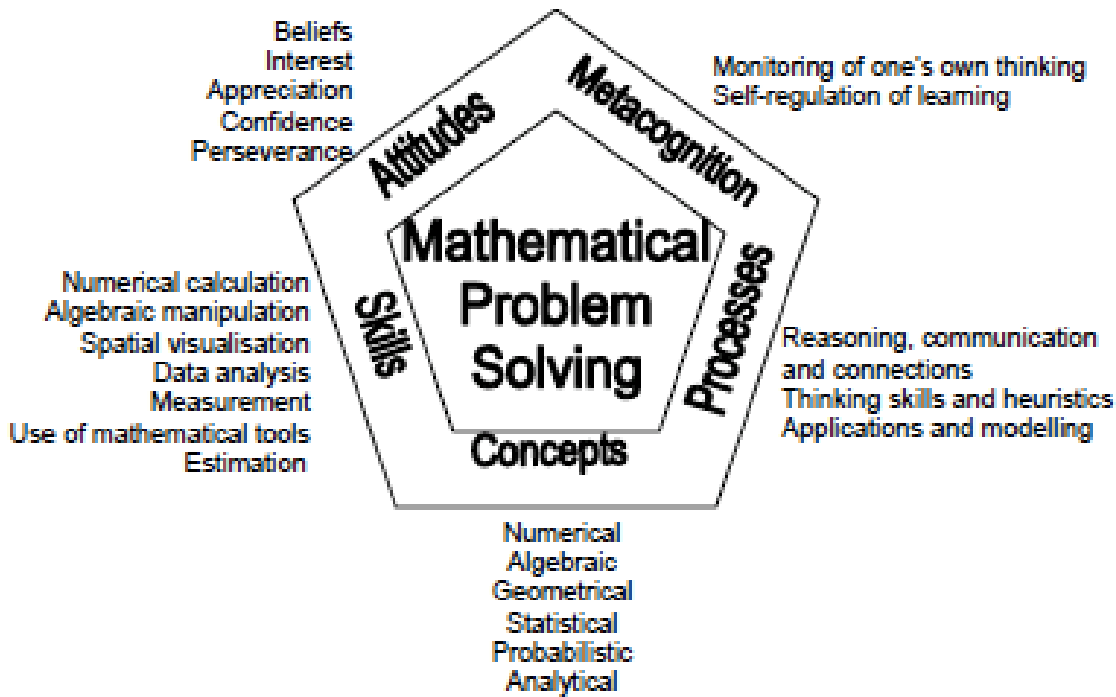 Beliefs
Interest
Appreciation
Confidence
Perseverance
Attitudes
Metacognition
Monitoring of one's own thinking
Self-regulation of learning
Mathematical
Problem
Solving
Numerical calculation
Algebraic manipulation
Spatial visualisation
Data analysis
Measurement
Use of mathematical tools
Estimation
Skills
Processes
Reasoning, communication
and connections
Thinking skills and heuristics
Applications and modelling
Concepts
Numerical
Algebraic
Geometrical
Statistical
Probabilistic
Analytical